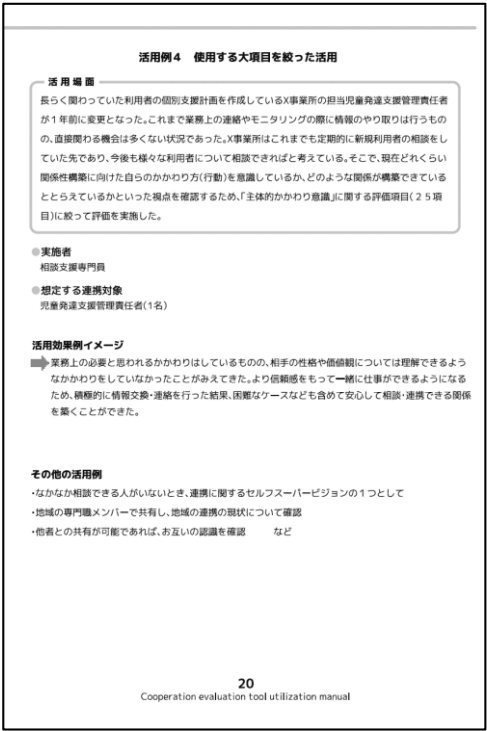 活用例４　使用する大項目を絞った活用
活用場面
長らく関わっていた利用者の個別支援計画を作成しているX事業所の担当児童発達支援管理責任者
が１年前に変更となった。これまで業務上の連絡やモニタリングの際に情報のやり取りは行うもの
の、直接関わる機会は多くない状況であった。X事業所はこれまでも定期的に新規利用者の相談をし
ていた先であり、今後も様々な利用者について相談できればと考えている。そこで、現在どれくらい
関係性構築に向けた自らのかかわり方（行動）を意識しているか、どのような関係が構築できている
ととらえているかといった視点を確認するため、「主体的かかわり意識」に関する評価項目（２５項
目）に絞って評価を実施した。
●実施者
相談支援専門員
●想定する連携対象
児童発達支援管理責任者（1名）
活用効果例イメージ
業務上の必要と思われるかかわりはしているものの、相手の性格や価値観については理解できるよう
なかかわりをしていなかったことがみえてきた。より信頼感をもって一緒に仕事ができるようになる
ため、積極的に情報交換・連絡を行った結果、困難なケースなども含めて安心して相談・連携できる関係
を築くことができた。
その他の活用例
・なかなか相談できる人がいないとき、連携に関するセルフスーパービジョンの１つとして
・地域の専門職メンバーで共有し、地域の連携の現状について確認
・他者との共有が可能であれば、お互いの認識を確認　　など
20
Cooperation evaluation tool utilization manual